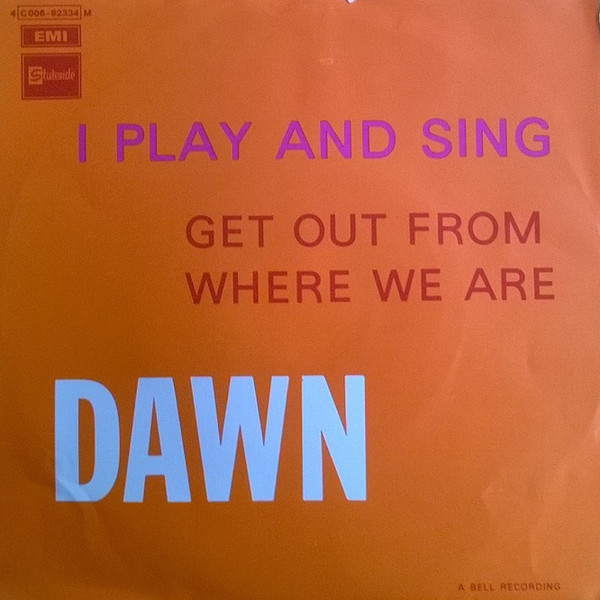 4 C 006-92334 M
EMI
Stateside
I PLAY AND SING
GET OUT FROM
WHERE WE ARE
DAWN
A BELL RECORDING